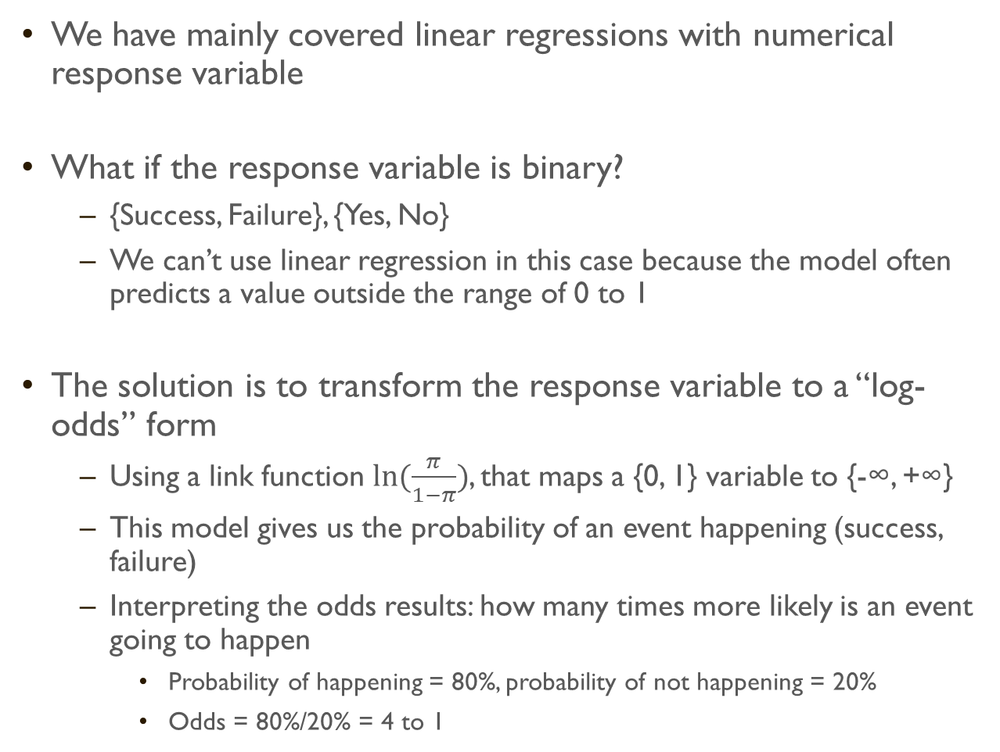 • We have mainly covered linear regressions with numerical
response variable
• What if the response variable is binary?
– {Success, Failure}, {Yes, No}
– We can’t use linear regression in this case because the model often
predicts a value outside the range of 0 to 1
• The solution is to transform the response variable to a “log-
odds” form
– Using a link function ln(𝜋/1−𝜋), that maps a {0, 1} variable to {-∞, +∞}
– This model gives us the probability of an event happening (success,
failure)
– Interpreting the odds results: how many times more likely is an event
going to happen
• Probability of happening = 80%, probability of not happening = 20%
• Odds = 80%/20% = 4 to 1